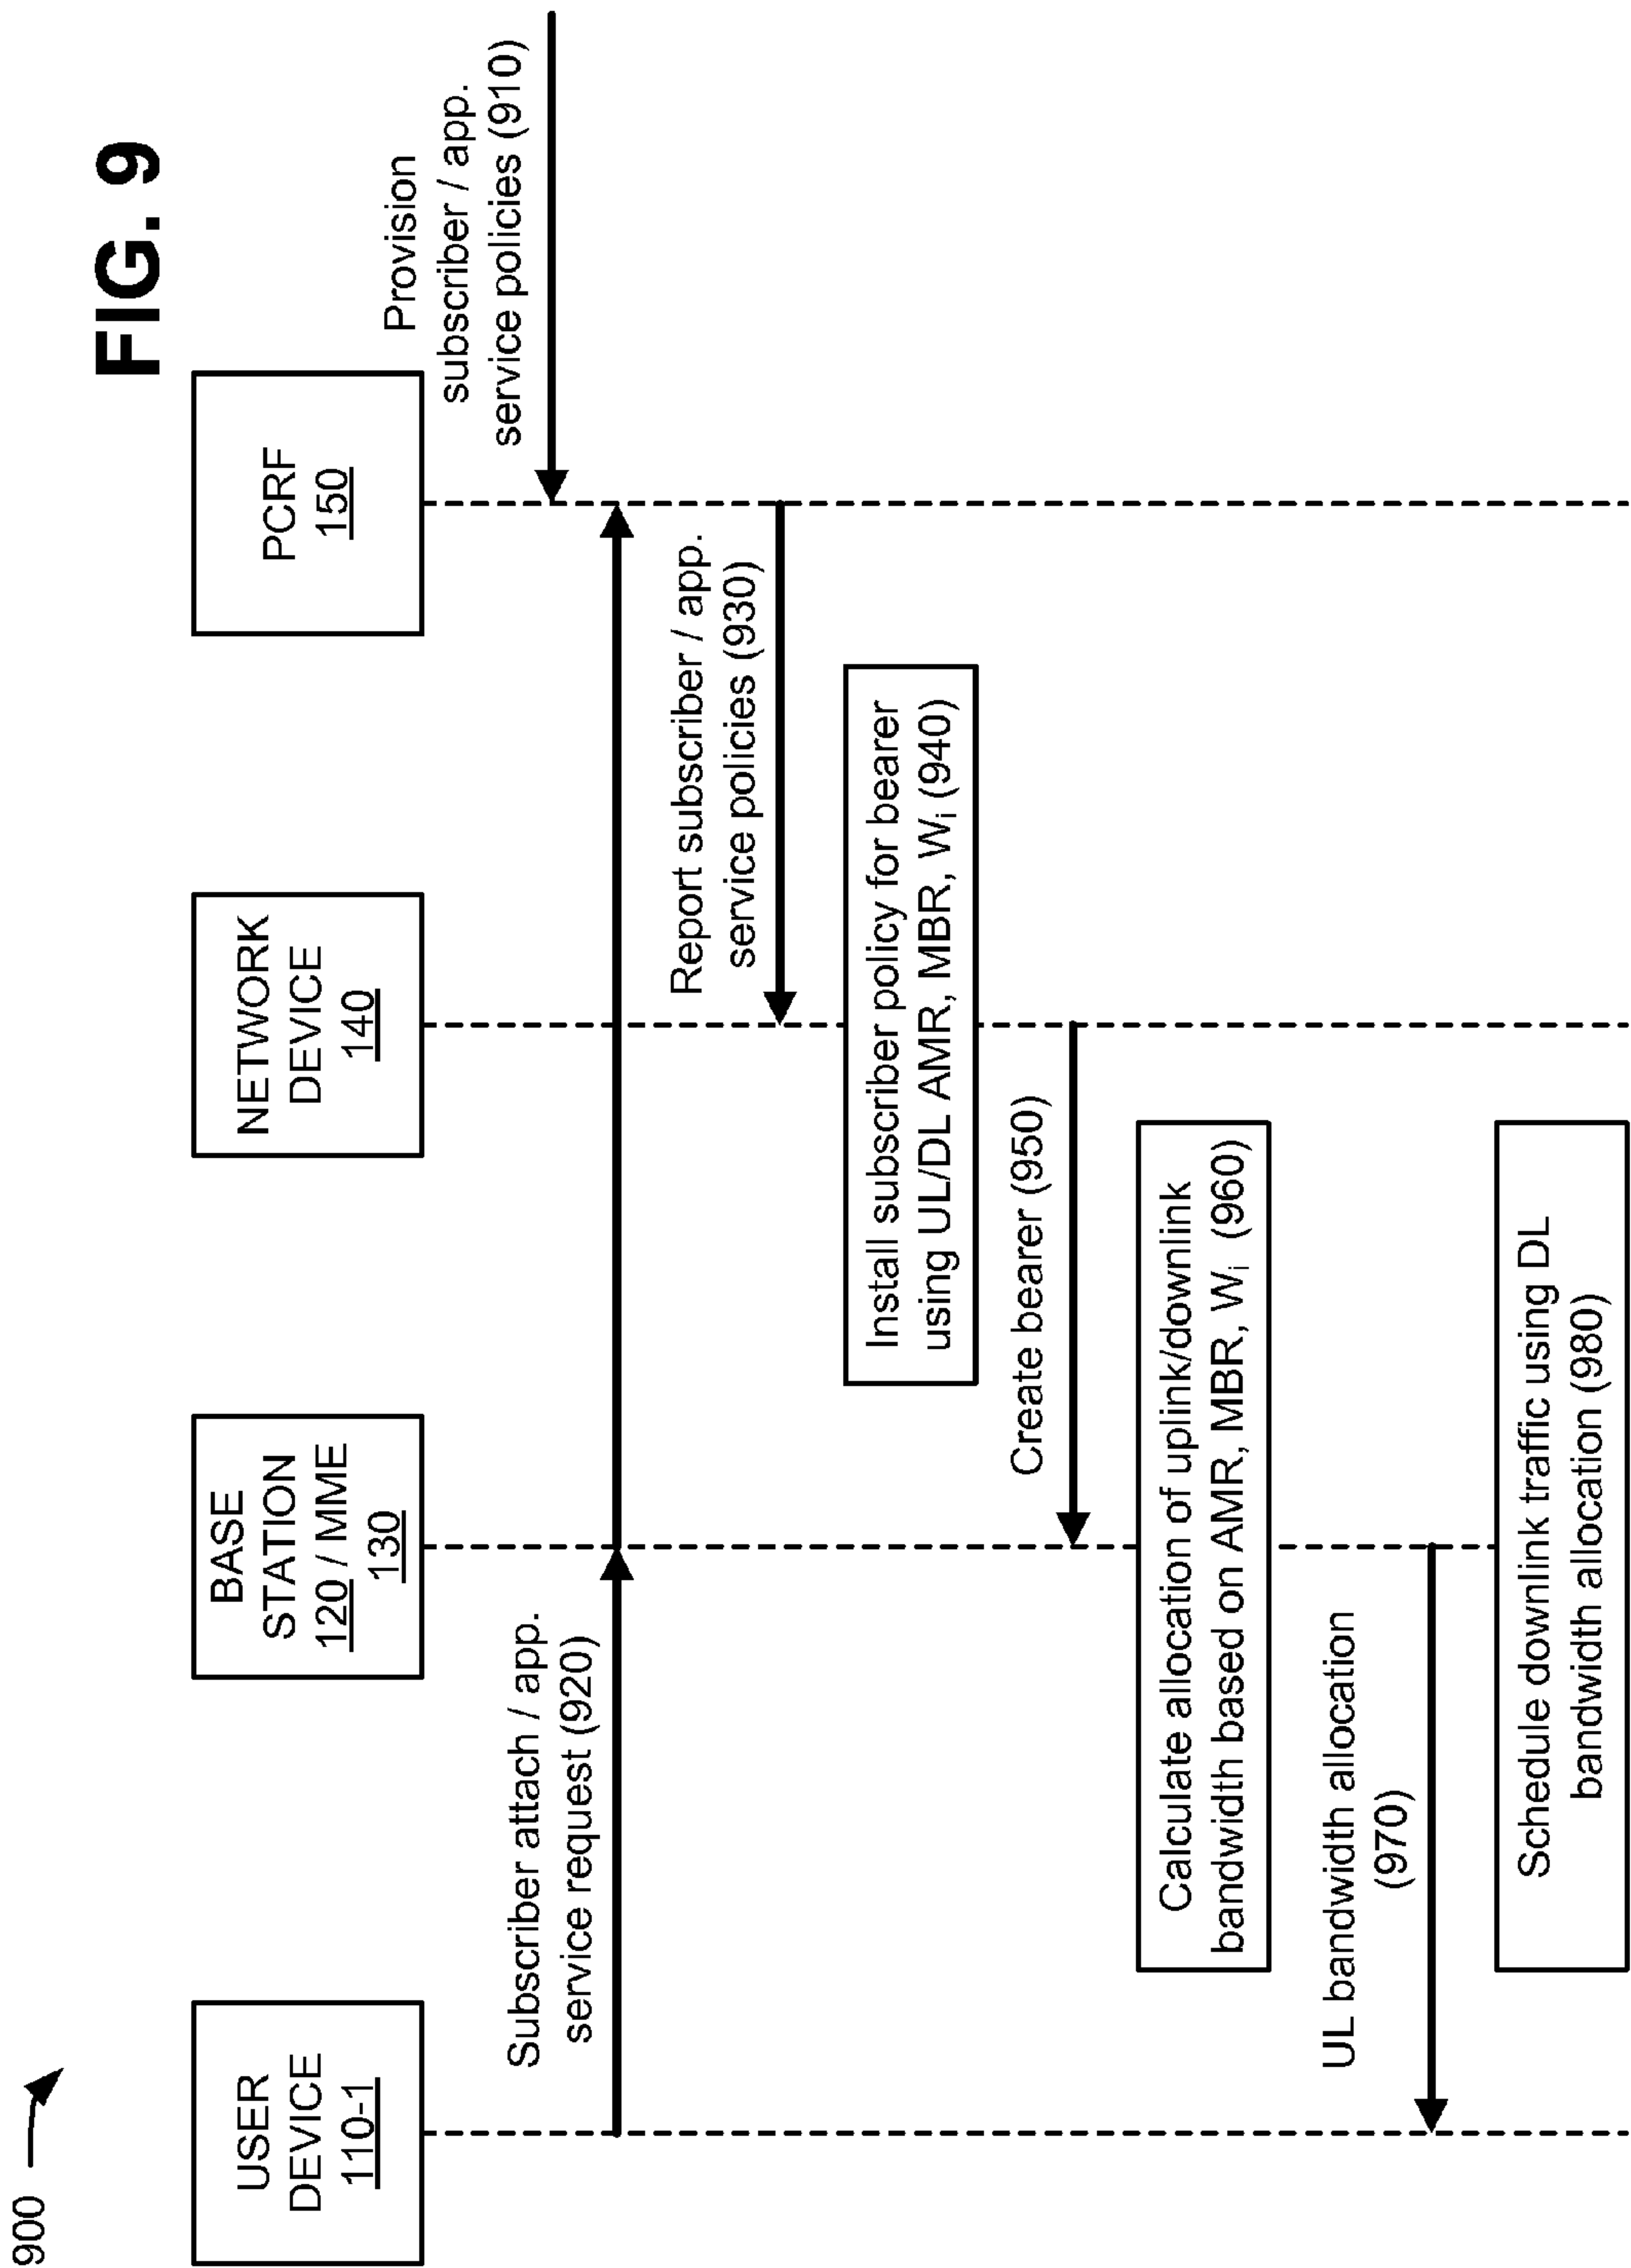 900
FIG. 9
USER
DEVICE
110-1
BASE
STATION
120 / MME
130
NETWORK
DEVICE
140
PCRF
150
Provision
subscriber / app.
service policies (910)
Subscriber attach / app.
service request (920)
Report subscriber / app.
service policies (930)
Install subscriber policy for bearer
using UL/DL AMR, MBR, Wi (940)
Create bearer (950)
Calculate allocation of uplink/downlink
bandwidth based on AMR, MBR, Wi (960)
UL bandwidth allocation
(970)
Schedule downlink traffic using DL
bandwidth allocation (980)